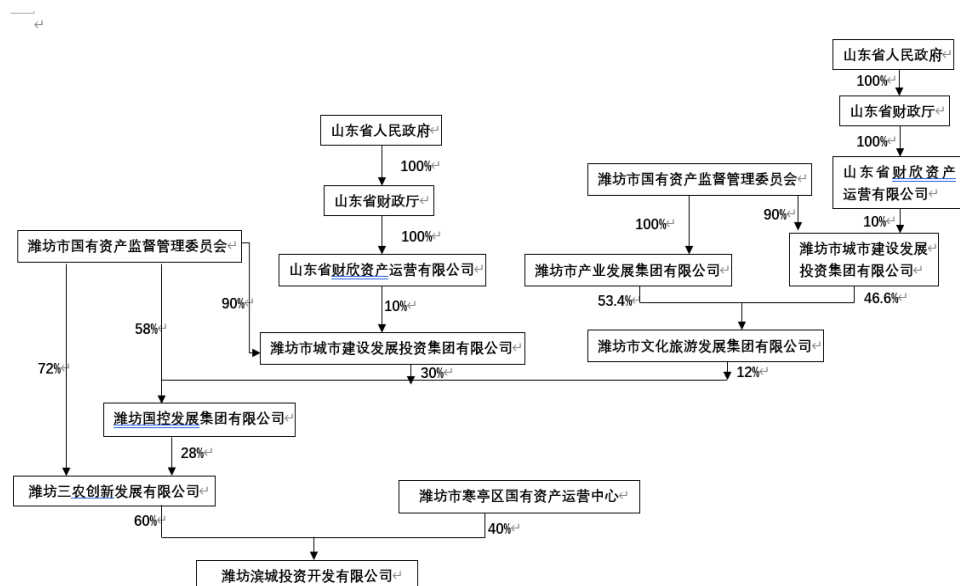 山东省人民政府
100%
山东省财政厅
100%
山东省财欣资产
运营有限公司
10%
山东省人民政府
100%
山东省财政厅
100%
山东省财欣资产运营有限公司
10%
潍坊市国有资产监督管理委员会
100%
90%
潍坊市产业发展集团有限公司
潍坊市城市建设发展
投资集团有限公司
53.4%
46.6%
潍坊市国有资产监督管理委员会
90%
58%
72%
潍坊市城市建设发展投资集团有限公司
潍坊市文化旅游发展集团有限公司
30%
12%
潍坊国控发展集团有限公司
28%
潍坊三农创新发展有限公司
潍坊市寒亭区国有资产运营中心
60%
40%
潍坊滨城投资开发有限公司